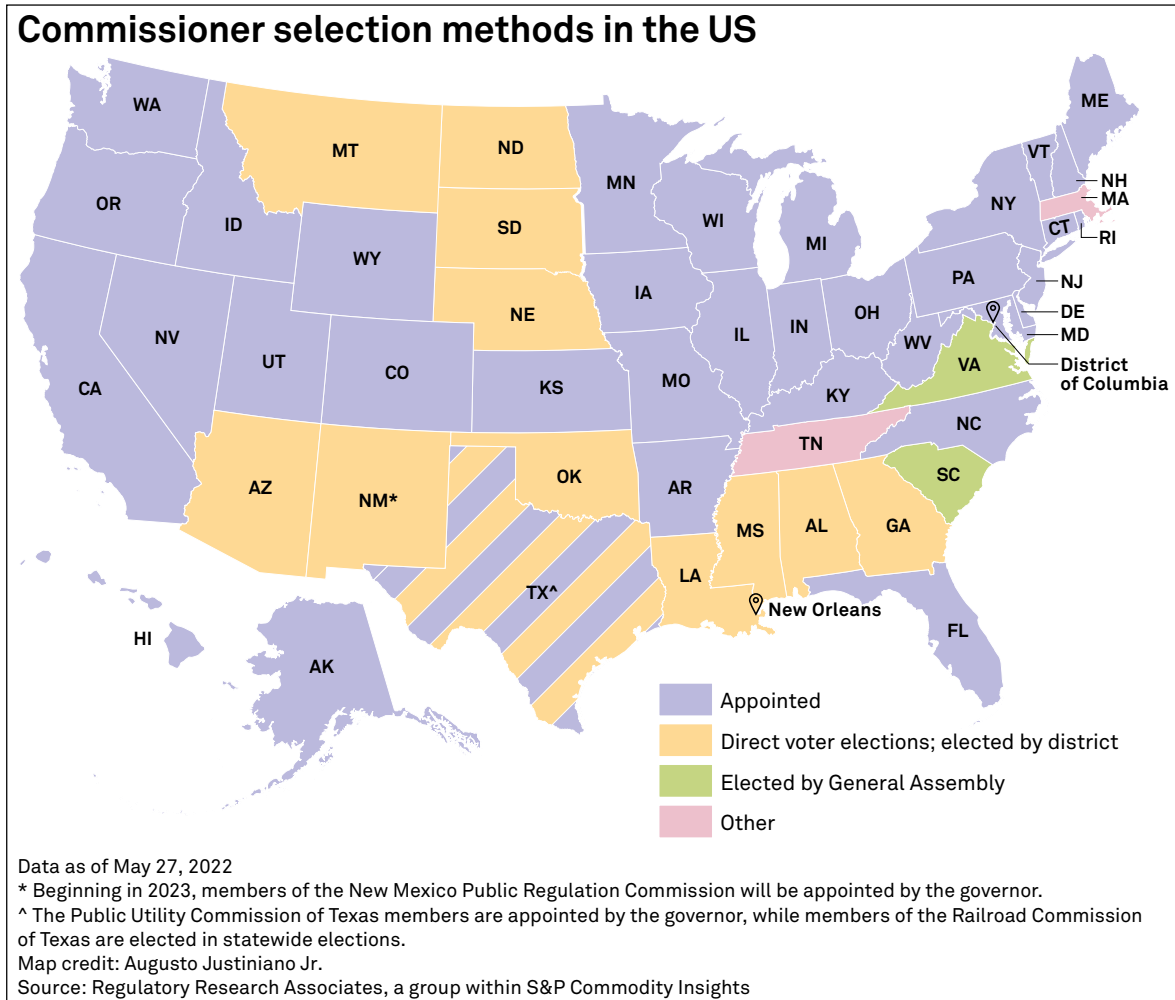 Commissioner selection methods in the US
WA
ME
MT
ND
VT
MN
NH
OR
ID
SD
WI
NY
MA
MI
CT
RI
WY
PA
IA
NE
NJ
OH
IL
IN
DE
NV
WV
MD
UT
CO
VA
District
of Columbia
CA
KS
MO
KY
NC
TN
OK
AZ
NM*
AR
SC
MS
AL
GA
LA
TX^
New Orleans
HI
FL
AK
Appointed
Direct voter elections; elected by district
Elected by General Assembly
Other
Data as of May 27, 2022
* Beginning in 2023, members of the New Mexico Public Regulation Commission will be appointed by the governor.
^ The Public Utility Commission of Texas members are appointed by the governor, while members of the Railroad Commission
of Texas are elected in statewide elections.
Map credit: Augusto Justiniano Jr.
Source: Regulatory Research Associates, a group within S&P Commodity Insights